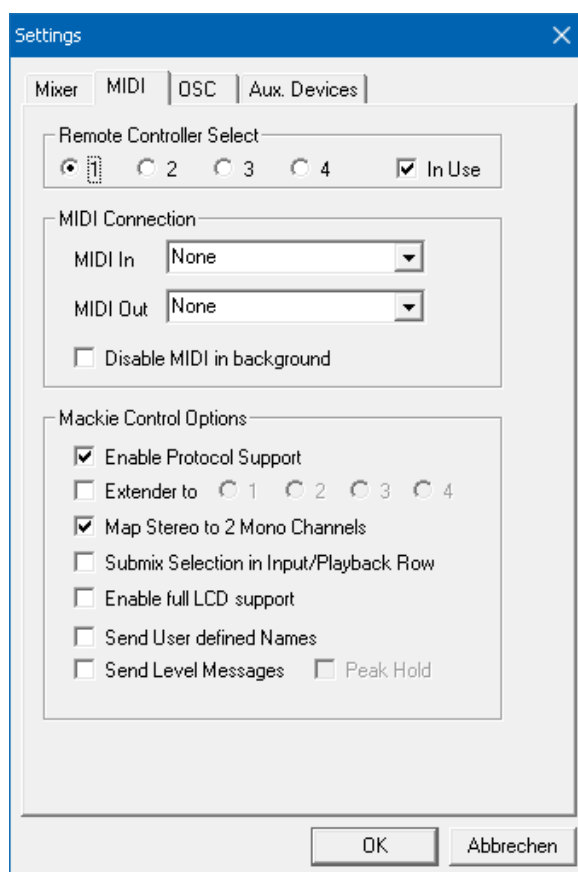 Settings
Mixer MIDI OSC Aux. Devices
Remote Controller Select
1 2 3 4 In Use
MIDI Connection
MIDI In None
MIDI Out None
Disable MIDI in background
Mackie Control Options
Enable Protocol Support
Extender to 1 2 3 4
Map Stereo to 2 Mono Channels
Submix Selection in Input/Playback Row
Enable full LCD support
Send User defined Names
Send Level Messages Peak Hold
OK Abbrechen